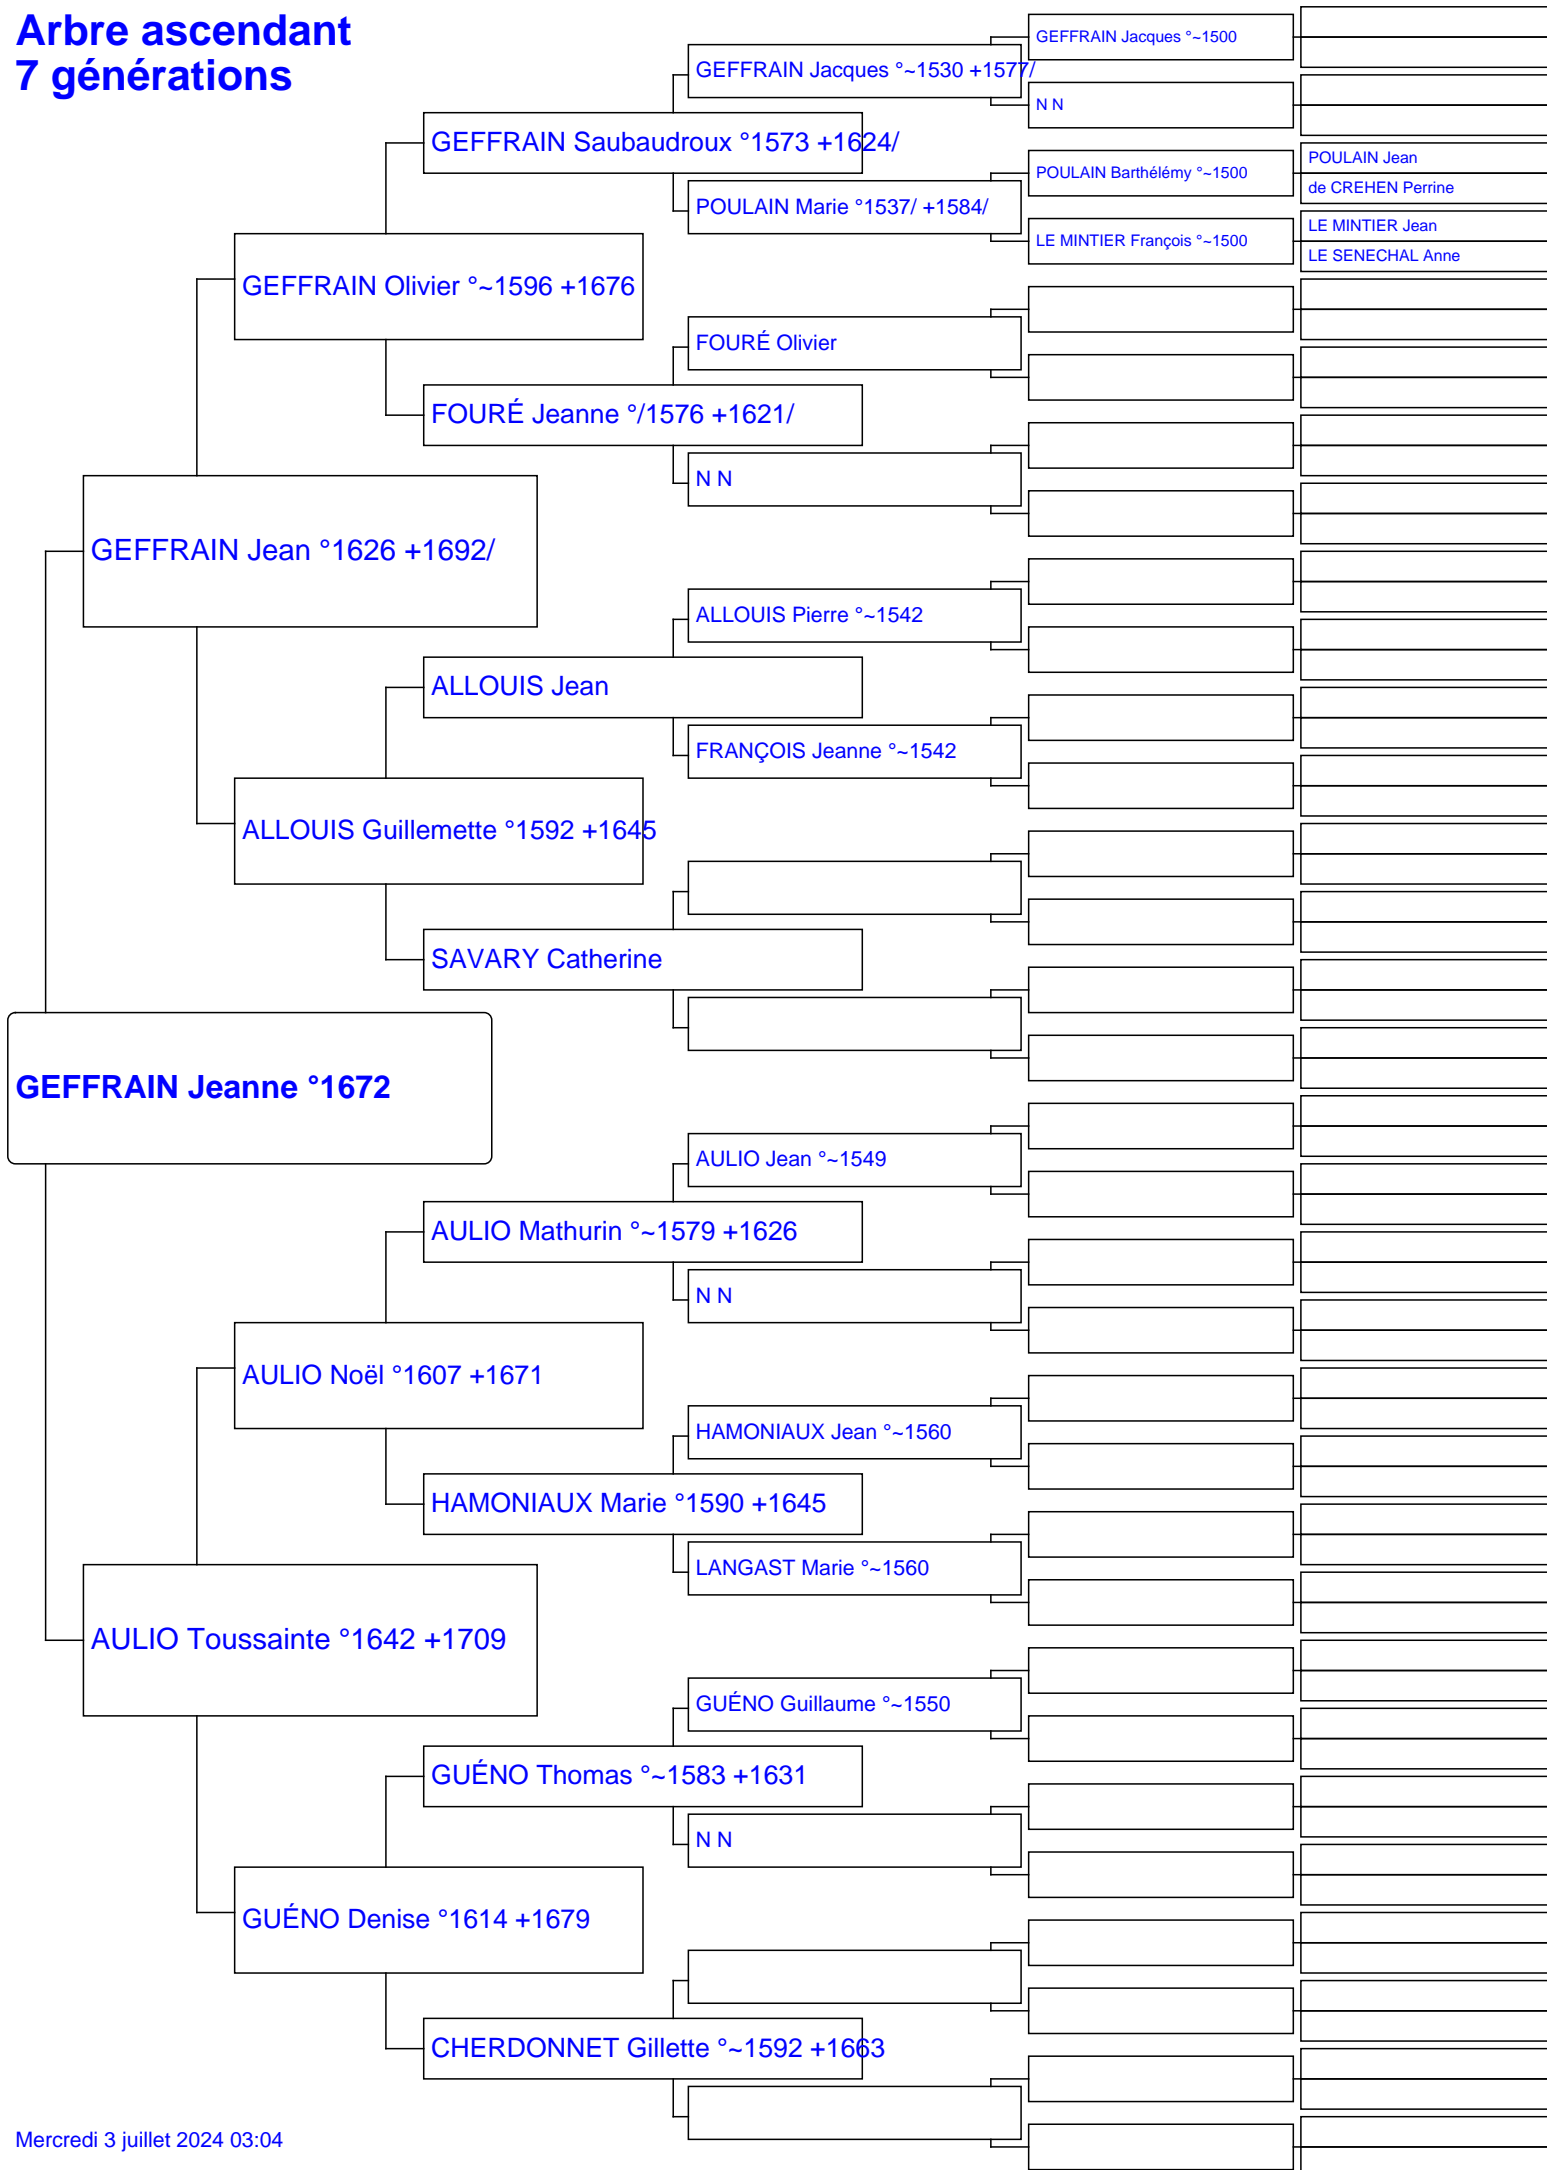 Arbre ascendant
7 générations
GEFFRAIN Jacques °~1500
GEFFRAIN Jacques °~1530 +1577/
N N
GEFFRAIN Saubaudroux °1573 +1624/
POULAIN Jean
POULAIN Barthélémy °~1500
de CREHEN Perrine
POULAIN Marie °1537/ +1584/
LE MINTIER Jean
LE MINTIER François °~1500
LE SENECHAL Anne
GEFFRAIN Olivier °~1596 +1676
FOURÉ Olivier
FOURÉ Jeanne °/1576 +1621/
N N
GEFFRAIN Jean °1626 +1692/
ALLOUIS Pierre °~1542
ALLOUIS Jean
FRANÇOIS Jeanne °~1542
ALLOUIS Guillemette °1592 +1645
SAVARY Catherine
GEFFRAIN Jeanne °1672
AULIO Jean °~1549
AULIO Mathurin °~1579 +1626
N N
AULIO Noël °1607 +1671
HAMONIAUX Jean °~1560
HAMONIAUX Marie °1590 +1645
LANGAST Marie °~1560
AULIO Toussainte °1642 +1709
GUÉNO Guillaume °~1550
GUÉNO Thomas °~1583 +1631
N N
GUÉNO Denise °1614 +1679
CHERDONNET Gillette °~1592 +1663
Mercredi 3 juillet 2024 03:04